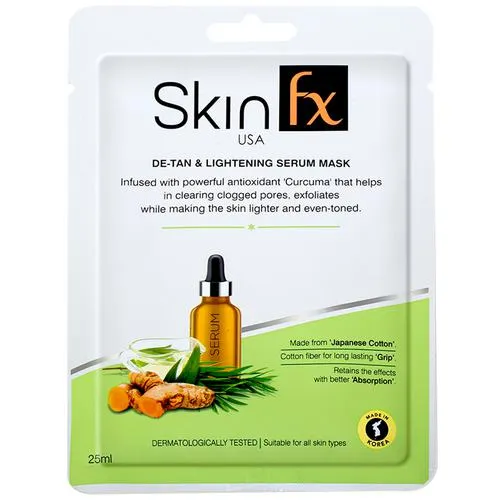 Skin fx
USA
DE-TAN & LIGHTENING SERUM MASK
Infused with powerful antioxidant 'Curcuma' that helps
in clearing clogged pores, exfoliates
while making the skin lighter and even-toned.
SERUM
Made from 'Japanese Cotton'.
Cotton fiber for long lasting 'Grip'.
Retains the effects
with better 'Absorption'.
MADE IN
KOREA
DERMATOLOGICALLY TESTED | Suitable for all skin types
25ml